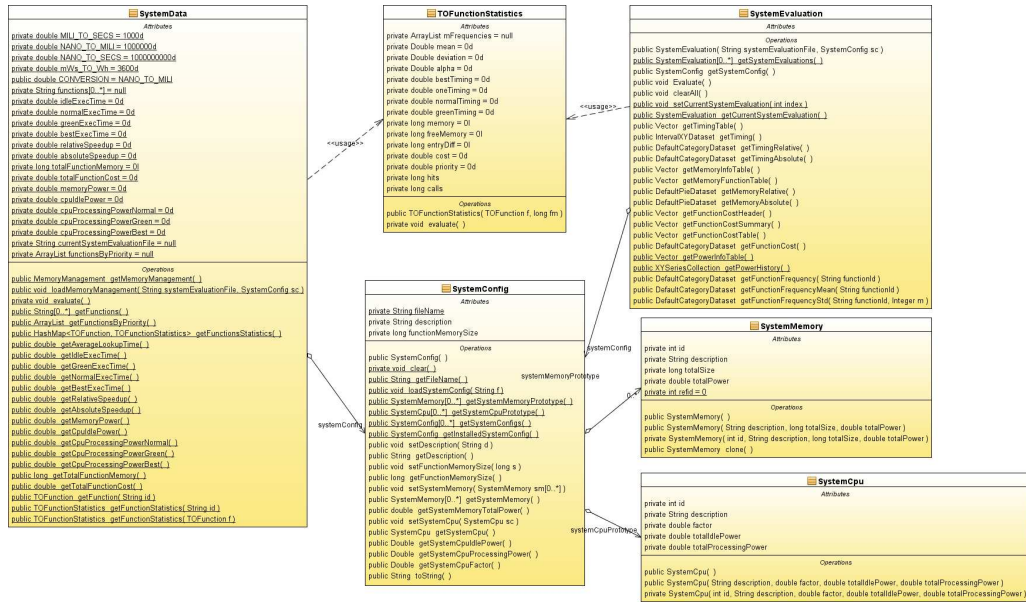 SystemData
Attributes
private double MILI_TO_SECS = 1000d
private double NANO_TO_MILI = 1000000d
private double NANO_TO_SECS = 1000000000d
private double mWs_To_Wh = 3600d
public double CONVERSION = NANO_TO_MILI
private String functions[0..*] = null
private double idleExecTime = 0d
private double normalExecTime = 0d
private double greenExecTime = 0d
private double bestExecTime = 0d
private double relativeSpeedup = 0d
private double absoluteSpeedup = 0d
private long totalFunctionMemory = 0l
private double totalFunctionCost = 0d
private double memoryPower = 0d
private double cpuIdlePower = 0d
private double cpuProcessingPowerNormal = 0d
private double cpuProcessingPowerGreen = 0d
private double cpuProcessingPowerBest = 0d
private String currentSystemEvaluationFile = null
private ArrayList functionsByPriority = null
Operations
public MemoryManagement getMemoryManagement( )
public void loadMemoryManagement( String systemEvaluationFile, SystemConfig sc )
private void evaluate( )
public String[0..*] getFunctions( )
public ArrayList getFunctionsByPriority( )
public HashMap<TOFunction, TOFunctionStatistics> getFunctionsStatistics( )
public double getAverageLookupTime( )
public double getIdleExecTime( )
public double getGreenExecTime( )
public double getNormalExecTime( )
public double getBestExecTime( )
public double getRelativeSpeedup( )
public double getAbsoluteSpeedup( )
public double getMemoryPower( )
public double getCpuIdlePower( )
public double getCpuProcessingPowerNormal( )
public double getCpuProcessingPowerGreen( )
public double getCpuProcessingPowerBest( )
public long getTotalFunctionMemory( )
public double getTotalFunctionCost( )
public TOFunction getFunction( String id )
public TOFunctionStatistics getFunctionStatistics( String id )
public TOFunctionStatistics getFunctionStatistics( TOFunction f )
<<usage>>
systemConfig
TOFunctionStatistics
Attributes
private ArrayList mFrequencies = null
private Double mean = 0d
private Double deviation = 0d
private Double alpha = 0d
private double bestTiming = 0d
private double oneTiming = 0d
private double normalTiming = 0d
private double greenTiming = 0d
private long memory = 0l
private long freeMemory = 0l
private long entryDiff = 0l
private double cost = 0d
private double priority = 0d
private long hits
private long calls
Operations
public TOFunctionStatistics( TOFunction f, long fm )
private void evaluate( )
<<usage>>
SystemEvaluation
Attributes
Operations
public SystemEvaluation( String systemEvaluationFile, SystemConfig sc )
public SystemEvaluation[0..*] getSystemEvaluations( )
public SystemConfig getSystemConfig( )
public void Evaluate( )
public void clearAll( )
public void setCurrentSystemEvaluation( int index )
public SystemEvaluation getCurrentSystemEvaluation( )
public Vector getTimingTable( )
public IntervalXYDataset getTiming( )
public DefaultCategoryDataset getTimingRelative( )
public DefaultCategoryDataset getTimingAbsolute( )
public Vector getMemoryInfoTable( )
public Vector getMemoryFunctionTable( )
public DefaultPieDataset getMemoryRelative( )
public DefaultPieDataset getMemoryAbsolute( )
public Vector getFunctionCostHeader( )
public Vector getFunctionCostSummary( )
public Vector getFunctionCostTable( )
public DefaultCategoryDataset getFunctionCost( )
public Vector getPowerInfoTable( )
public XYSeriesCollection getPowerHistory( )
public DefaultCategoryDataset getFunctionFrequency( String functionId )
public DefaultCategoryDataset getFunctionFrequencyMean( String functionId )
public DefaultCategoryDataset getFunctionFrequencyStd( String functionId, Integer m )
systemConfig
SystemConfig
Attributes
private String fileName
private String description
private long functionMemorySize
Operations
public SystemConfig( )
private void clear( )
public String getFileName( )
public void loadSystemConfig( String f )
public SystemMemory[0..*] getSystemMemoryPrototype( )
public SystemCpu[0..*] getSystemCpuPrototype( )
public SystemConfig[0..*] getSystemConfigs( )
public SystemConfig getInstalledSystemConfig( )
public void setDescription( String d )
public String getDescription( )
public void setFunctionMemorySize( long s )
public long getFunctionMemorySize( )
public void setSystemMemory( SystemMemory sm[0..*] )
public SystemMemory[0..*] getSystemMemory( )
public double getSystemMemoryTotalPower( )
public void setSystemCpu( SystemCpu sc )
public SystemCpu getSystemCpu( )
public Double getSystemCpuIdlePower( )
public Double getSystemCpuProcessingPower( )
public Double getSystemCpuFactor( )
public String toString( )
systemMemoryPrototype
0..*
systemCpuPrototype
SystemMemory
Attributes
private int id
private String description
private long totalSize
private double totalPower
private int refid = 0
Operations
public SystemMemory( )
public SystemMemory( String description, long totalSize, double totalPower )
private SystemMemory( int id, String description, long totalSize, double totalPower )
public SystemMemory clone( )
SystemCpu
Attributes
private int id
private String description
private double factor
private double totalIdlePower
private double totalProcessingPower
Operations
public SystemCpu( )
public SystemCpu( String description, double factor, double totalIdlePower, double totalProcessingPower )
private SystemCpu( int id, String description, double factor, double totalIdlePower, double totalProcessingPower )